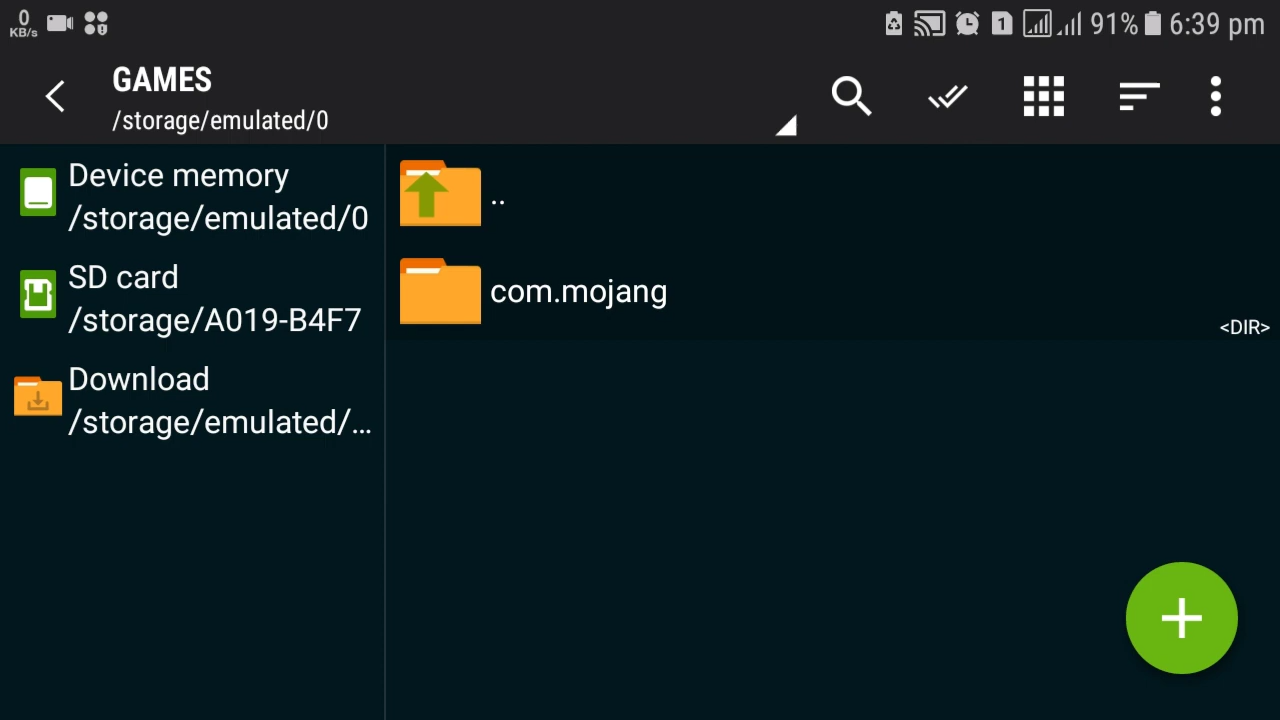 0
KB/s
1
91%
6:39 pm
GAMES
/storage/emulated/0
Device memory
/storage/emulated/0
SD card
/storage/A019-B4F7
Download
/storage/emulated/...
..
com.mojang
<DIR>